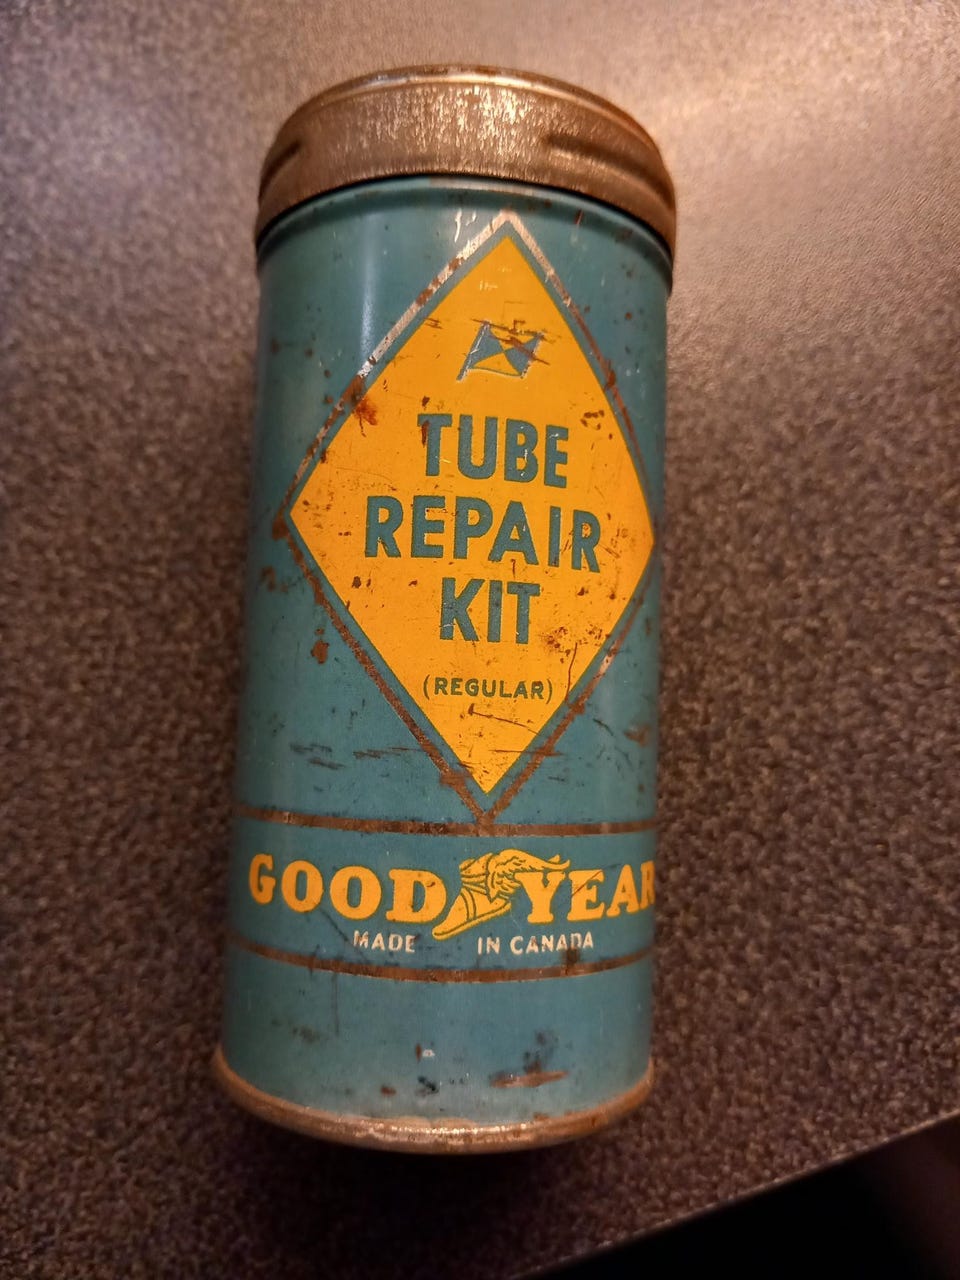 TUBE
REPAIR
KIT
(REGULAR)
GOODYEAR
MADE IN CANADA